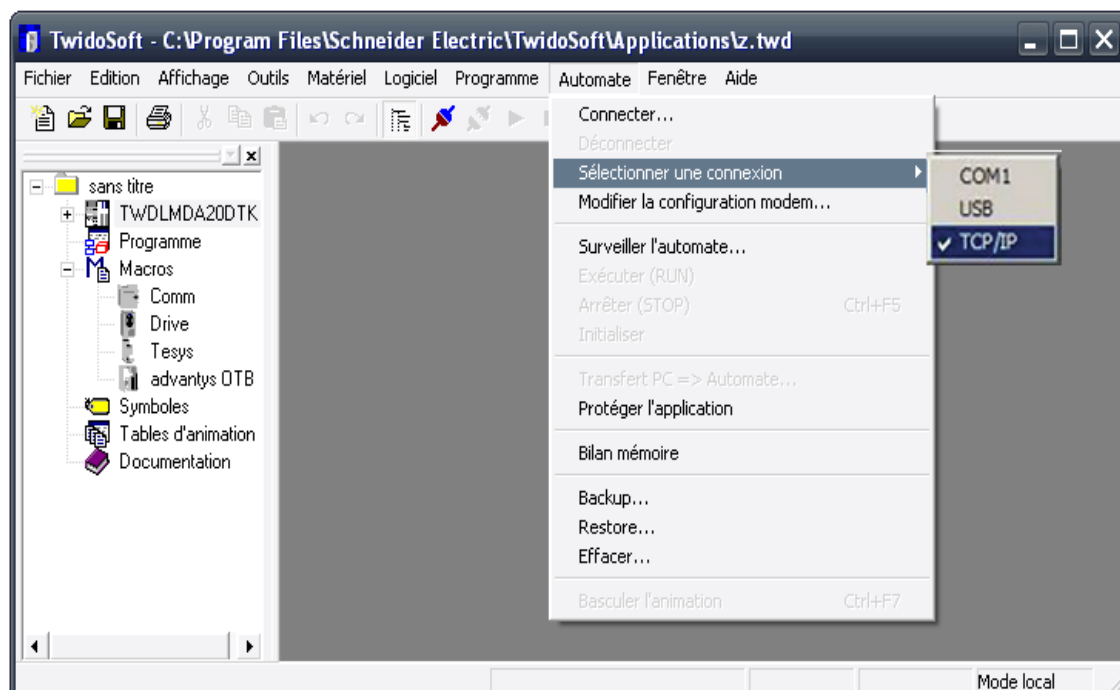 TwidoSoft - C:\Program Files\Schneider Electric\TwidoSoft\Applications\z.twd
Fichier Edition Affichage Outils Matériel Logiciel Programme Automate Fenêtre Aide
sans titre
TWDLMDA20DTK
Programme
Macros
Comm
Drive
Tesys
advantys OTB
Symboles
Tables d'animation
Documentation
Connecter...
Déconnecter
Sélectionner une connexion
Modifier la configuration modem...
Surveiller l'automate...
Exécuter (RUN)
Arrêter (STOP) Ctrl+F5
Initialiser
Transfert PC => Automate...
Protéger l'application
Bilan mémoire
Backup...
Restore...
Effacer...
Basculer l'animation Ctrl+F7
COM1
USB
TCP/IP
Mode local